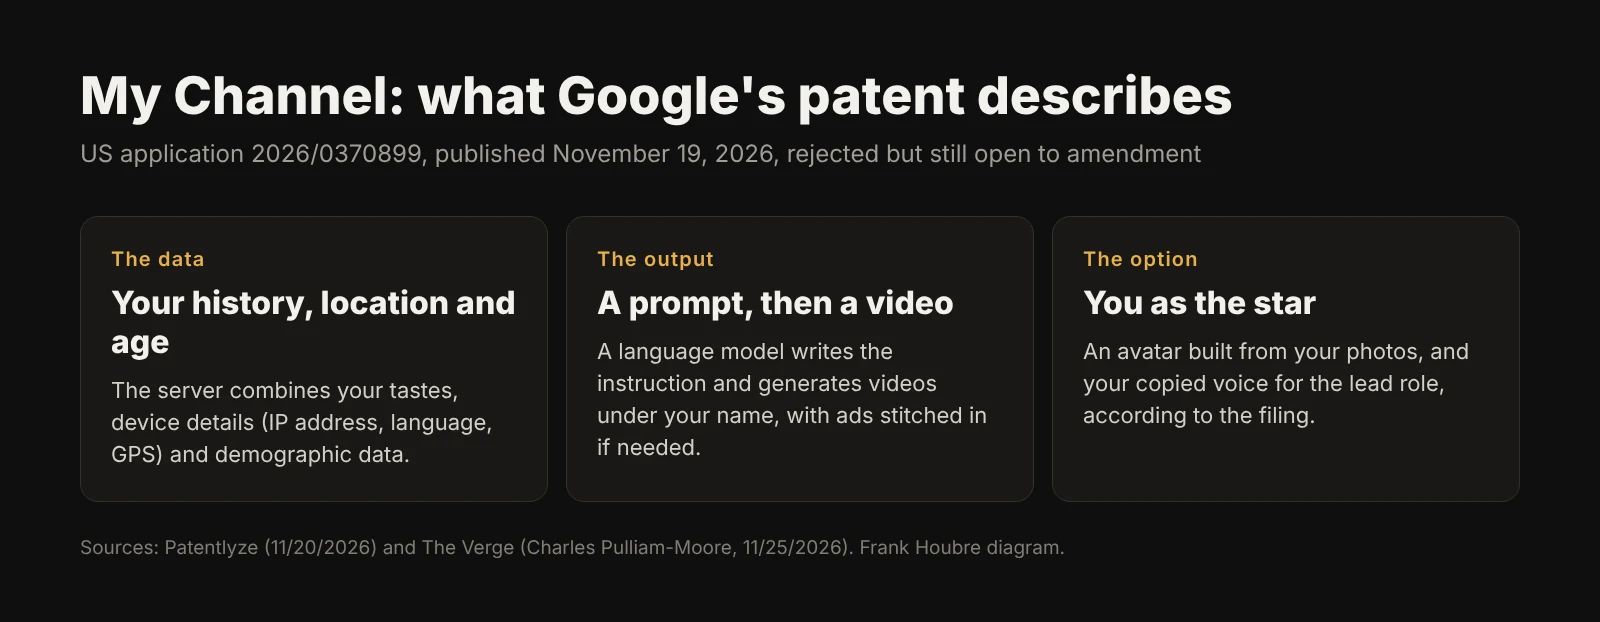 My Channel: what Google's patent describes
US application 2026/0370899, published November 19, 2026, rejected but still open to amendment
The data
Your history, location and
age
The server combines your tastes,
device details (IP address, language,
GPS) and demographic data.
The output
A prompt, then a video
A language model writes the
instruction and generates videos
under your name, with ads stitched in
if needed.
The option
You as the star
An avatar built from your photos, and
your copied voice for the lead role,
according to the filing.
Sources: Patentlyze (11/20/2026) and The Verge (Charles Pulliam-Moore, 11/25/2026). Frank Houbre diagram.